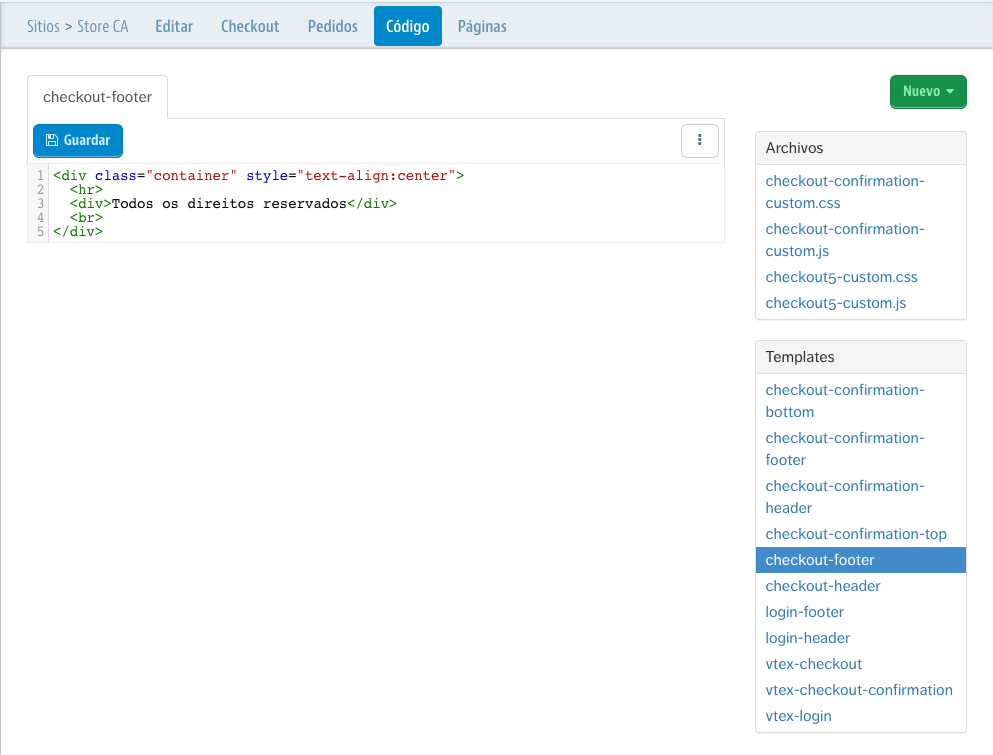 Sitios > Store CA Editar Checkout Pedidos Código Páginas
checkout-footer
Nuevo
Guardar
1 <div class="container" style="text-align:center">
2 <hr>
3 <div>Todos os direitos reservados</div>
4 <br>
5 </div>
Archivos
checkout-confirmation-
custom.css
checkout-confirmation-
custom.js
checkout5-custom.css
checkout5-custom.js
Templates
checkout-confirmation-
bottom
checkout-confirmation-
footer
checkout-confirmation-
header
checkout-confirmation-top
checkout-footer
checkout-header
login-footer
login-header
vtex-checkout
vtex-checkout-confirmation
vtex-login